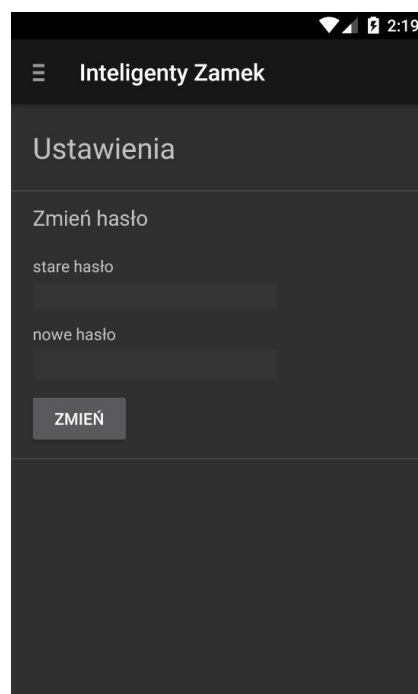 2:19
Inteligenty Zamek
Ustawienia
Zmień hasło
stare hasło
nowe hasło
ZMIEŃ